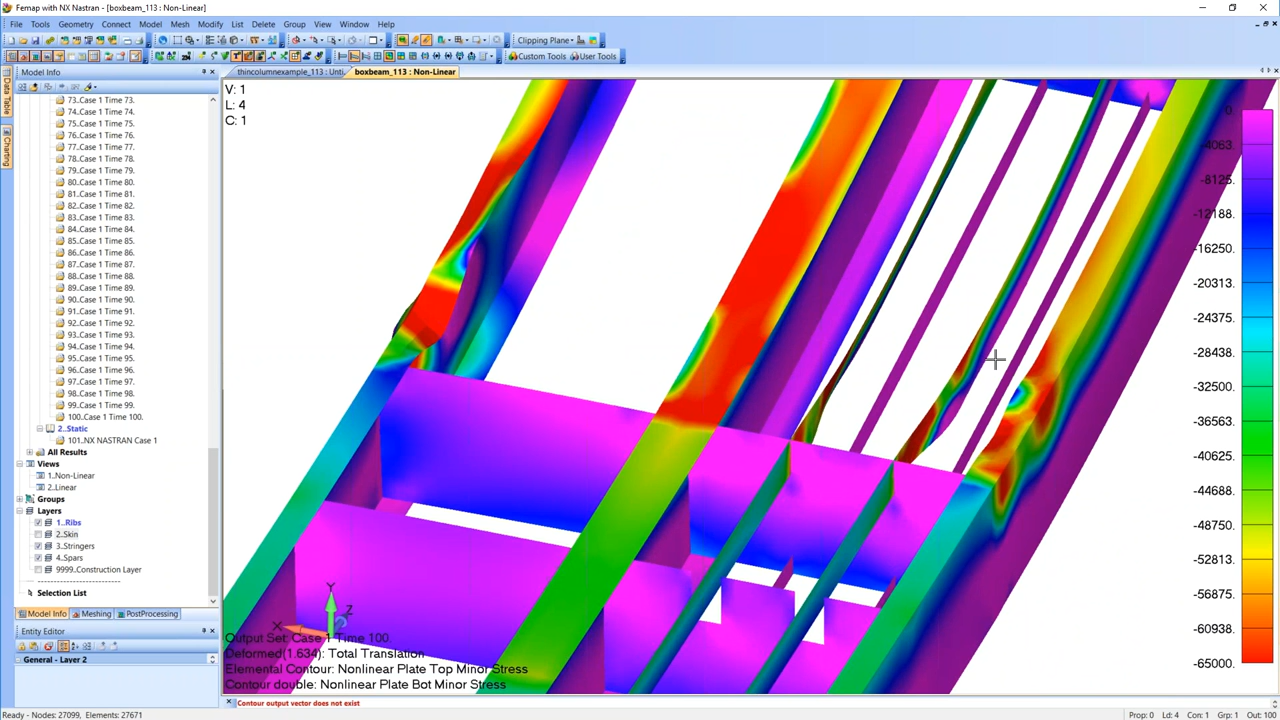 Femap with NX Nastran - [boxbeam_113 : Non-Linear]
File Tools Geometry Connect Model Mesh Modify List Delete Group View Window Help
Clipping Plane
Custom Tools User Tools
Model Info
thincolumnexample_113 : Unti..
boxbeam_113 : Non-Linear
Data Table
Charting
73..Case 1 Time 73.
74..Case 1 Time 74.
75..Case 1 Time 75.
76..Case 1 Time 76.
77..Case 1 Time 77.
78..Case 1 Time 78.
79..Case 1 Time 79.
80..Case 1 Time 80.
81..Case 1 Time 81.
82..Case 1 Time 82.
83..Case 1 Time 83.
84..Case 1 Time 84.
85..Case 1 Time 85.
86..Case 1 Time 86.
87..Case 1 Time 87.
88..Case 1 Time 88.
89..Case 1 Time 89.
90..Case 1 Time 90.
91..Case 1 Time 91.
92..Case 1 Time 92.
93..Case 1 Time 93.
94..Case 1 Time 94.
95..Case 1 Time 95.
96..Case 1 Time 96.
97..Case 1 Time 97.
98..Case 1 Time 98.
99..Case 1 Time 99.
100..Case 1 Time 100.
2..Static
101..NX NASTRAN Case 1
All Results
Views
1..Non-Linear
2..Linear
Groups
Layers
1..Ribs
2..Skin
3..Stringers
4..Spars
9999..Construction Layer
Selection List
Model Info Meshing PostProcessing
Entity Editor
General - Layer 2
V: 1
L: 4
C: 1
0.
-4063.
-8125.
-12188.
-16250.
-20313.
-24375.
-28438.
-32500.
-36563.
-40625.
-44688.
-48750.
-52813.
-56875.
-60938.
-65000.
Y
Z
X
Output Set: Case 1 Time 100.
Deformed(1.634): Total Translation
Elemental Contour: Nonlinear Plate Top Minor Stress
Contour double: Nonlinear Plate Bot Minor Stress
Contour output vector does not exist
Ready - Nodes: 27099, Elements: 27671
Prop: 0 Ld: 4 Con: 1 Grp: 1 Out: 100